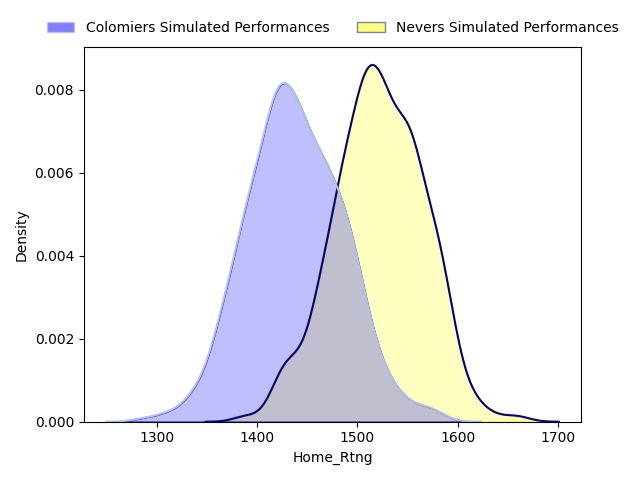 Colomiers Simulated Performances Nevers Simulated Performances
0.008
0.006
0.004
0.002
0.000
Density
1300 1400 1500 1600 1700
Home_Rtng